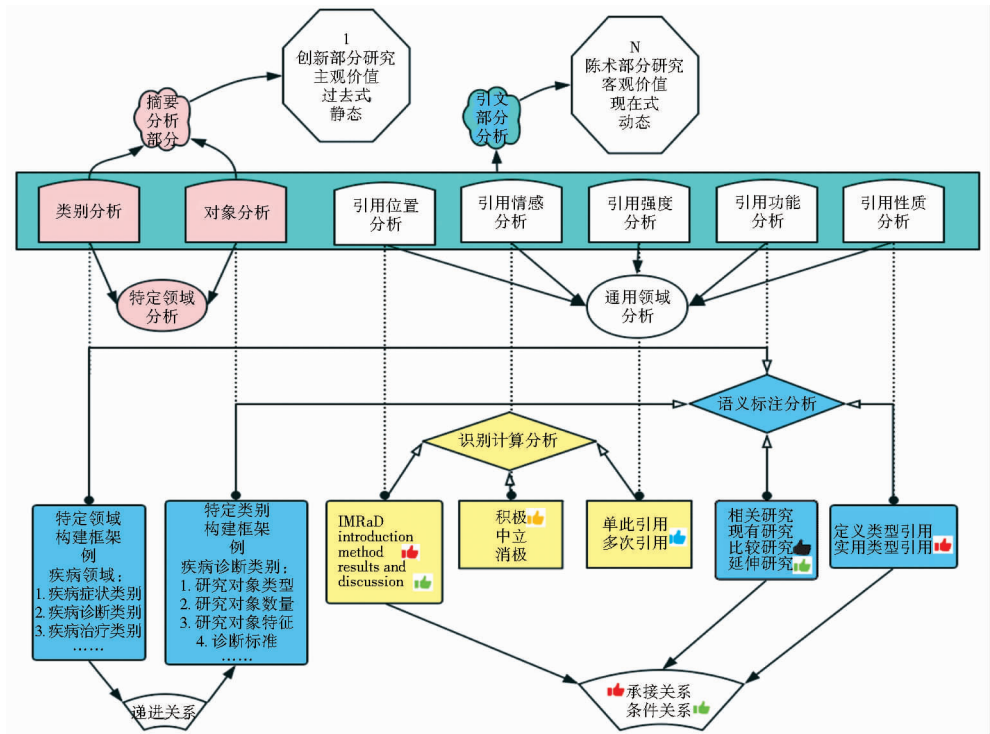 1
创新部分研究
主观价值
过去式
静态
N
陈术部分研究
客观价值
现在式
动态
摘要
分析
部分
引文
部分
分析
类别分析
对象分析
引用位置
分析
引用情感
分析
引用强度
分析
引用功能
分析
引用性质
分析
特定领域
分析
通用领域
分析
语义标注分析
识别计算分析
特定领域
构建框架
例
疾病领域：
1. 疾病症状类别
2. 疾病诊断类别
3. 疾病治疗类别
……
特定类别
构建框架
例
疾病诊断类别：
1. 研究对象类型
2. 研究对象数量
3. 研究对象特征
4. 诊断标准
……
IMRaD
introduction
method
results and
discussion
积极
中立
消极
单此引用
多次引用
相关研究
现有研究
比较研究
延伸研究
定义类型引用
实用类型引用
递进关系
承接关系
条件关系